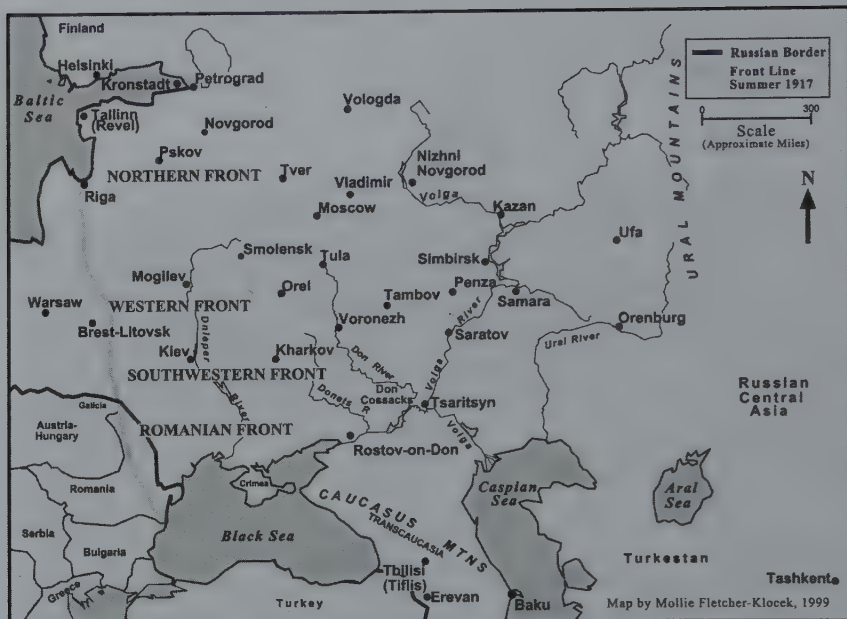 Finland
Helsinki
Kronstadt
Petrograd
Baltic
Sea
Tallinn
(Revel)
Novgorod
Vologda
Pskov
NORTHERN FRONT
Riga
Tver
Vladimir
Moscow
Nizhni
Novgorod
Volga
Kazan
Ufa
URAL MOUNTAINS
Russian Border
Front Line
Summer 1917
0 300
Scale
(Approximate Miles)
N
Smolensk
Tula
Simbirsk
Mogilev
Orel
Tambov
Penza
Samara
WESTERN FRONT
Warsaw
Brest-Litovsk
Dnieper
River
Voronezh
Volga
River
Saratov
Orenburg
Ural River
Kiev
Kharkov
SOUTHWESTERN FRONT
Don River
Don
Cossacks
Donets R
Tsaritsyn
Volga
Russian
Central
Asia
Galicia
Austria-
Hungary
ROMANIAN FRONT
Rostov-on-Don
Romania
Crimea
Serbia
Bulgaria
Black Sea
CAUCASUS MTNS
TRANSCAUCASIA
Caspian
Sea
Aral
Sea
Turkestan
Greece
Turkey
Tbilisi
(Tiflis)
Erevan
Baku
Tashkent
Map by Mollie Fletcher-Klocek, 1999